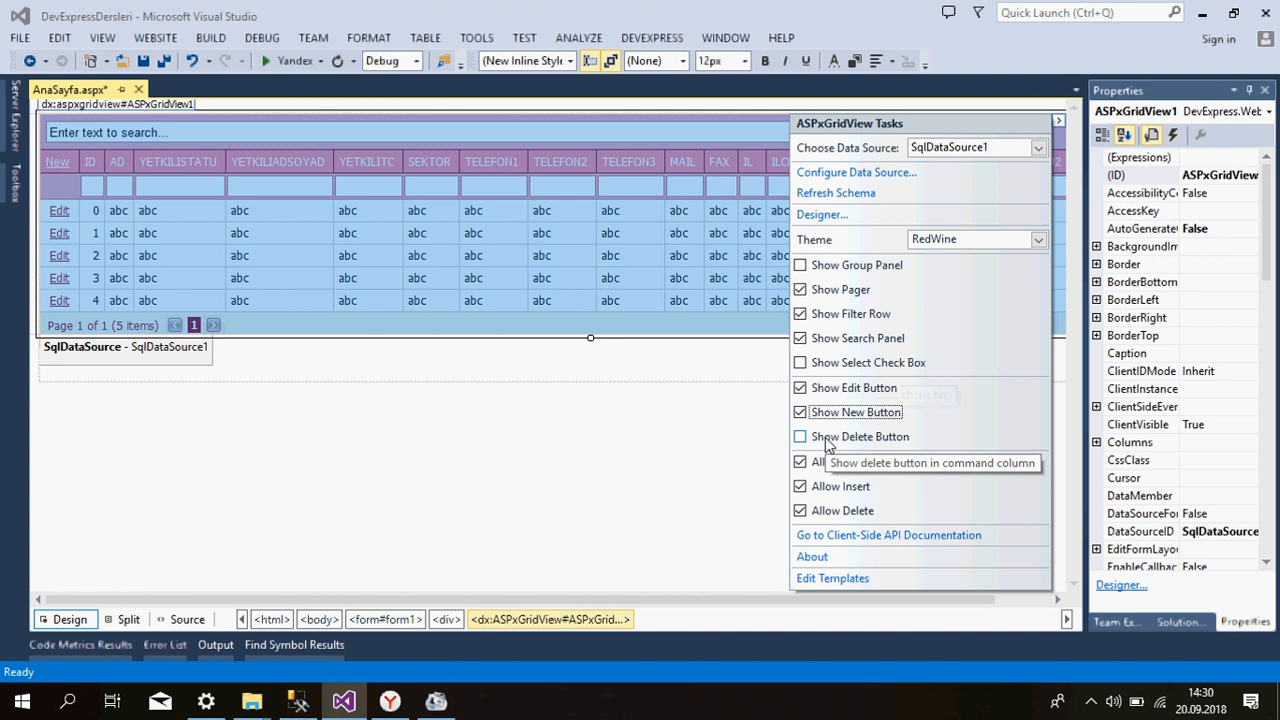 DevExpressDersleri - Microsoft Visual Studio
Quick Launch (Ctrl+Q)
FILE EDIT VIEW WEBSITE BUILD DEBUG TEAM FORMAT TABLE TOOLS TEST ANALYZE DEVEXPRESS WINDOW HELP
Sign in
Yandex Debug (New Inline Style) (None) 12px B I U
AnaSayfa.aspx*
dx:aspxgridview#ASPxGridView1
Server Explorer
Toolbox
Enter text to search...
New ID AD YETKILISTATU YETKILIADSOYAD YETKILITC SEKTOR TELEFON1 TELEFON2 TELEFON3 MAIL FAX IL
Edit 0 abc abc abc abc abc abc abc abc abc abc abc abc
Edit 1 abc abc abc abc abc abc abc abc abc abc abc abc
Edit 2 abc abc abc abc abc abc abc abc abc abc abc abc
Edit 3 abc abc abc abc abc abc abc abc abc abc abc abc
Edit 4 abc abc abc abc abc abc abc abc abc abc abc abc
Page 1 of 1 (5 items) 1
SqlDataSource - SqlDataSource1
ASPxGridView Tasks
Choose Data Source: SqlDataSource1
Configure Data Source...
Refresh Schema
Designer...
Theme RedWine
Show Group Panel
Show Pager
Show Filter Row
Show Search Panel
Show Select Check Box
Show Edit Button
Show New Button
Show Delete Button
Show delete button in command column
Allow Insert
Allow Delete
Go to Client-Side API Documentation
About
Edit Templates
Properties
ASPxGridView1 DevExpress.Web
(Expressions)
(ID) ASPxGridView
AccessibilityCo False
AccessKey
AutoGenerate False
BackgroundIm
Border
BorderBottom
BorderLeft
BorderRight
BorderTop
Caption
ClientIDMode Inherit
ClientInstance
ClientSideEver
ClientVisible True
Columns
CssClass
Cursor
DataMember
DataSourceFor False
DataSourceID SqlDataSource
EditFormLayou
EnableCallbac False
Designer...
Team Ex... Solution... Properties
Design Split Source <html> <body> <form#form1> <div> <dx:ASPxGridView#ASPxGrid...>
Code Metrics Results Error List Output Find Symbol Results
Ready
14:30
20.09.2018